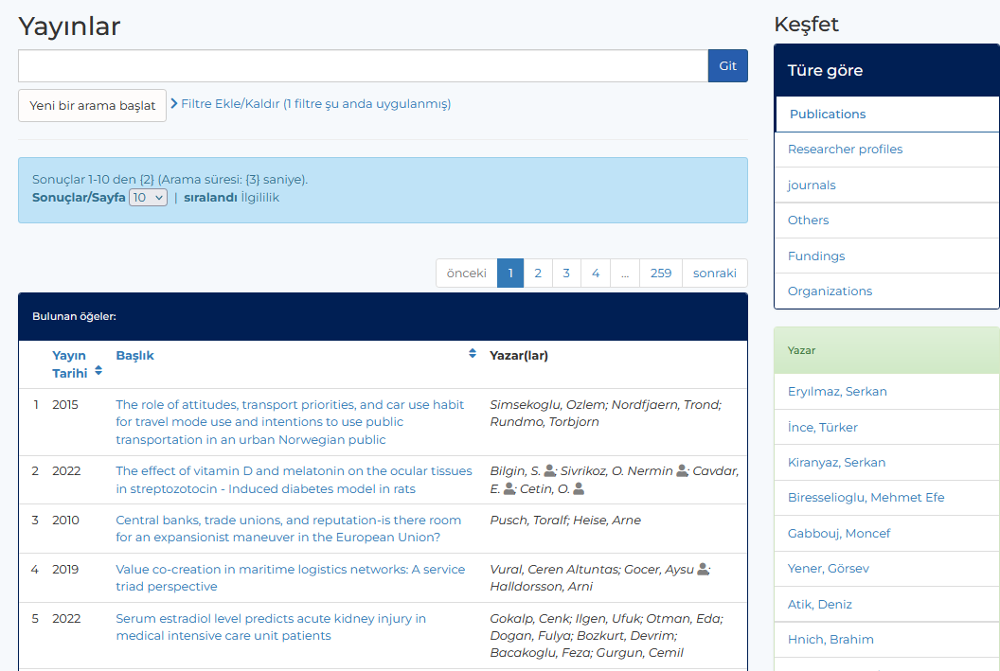 Yayınlar
Git
Yeni bir arama başlat
Filtre Ekle/Kaldır (1 filtre şu anda uygulanmış)
Sonuçlar 1-10 den {2} (Arama süresi: {3} saniye).
Sonuçlar/Sayfa 10 | sıralandı İlgililik
önceki 1 2 3 4 ... 259 sonraki
Bulunan öğeler:
Yayın Tarihi Başlık Yazar(lar)
1 2015 The role of attitudes, transport priorities, and car use habit
for travel mode use and intentions to use public
transportation in an urban Norwegian public
Simsekoglu, Ozlem; Nordfjaern, Trond;
Rundmo, Torbjorn
2 2022 The effect of vitamin D and melatonin on the ocular tissues
in streptozotocin - Induced diabetes model in rats
Bilgin, S. ; Sivrikoz, O. Nermin ; Cavdar,
E. ; Cetin, O.
3 2010 Central banks, trade unions, and reputation-is there room
for an expansionist maneuver in the European Union?
Pusch, Toralf; Heise, Arne
4 2019 Value co-creation in maritime logistics networks: A service
triad perspective
Vural, Ceren Altuntas; Gocer, Aysu ;
Halldorsson, Arni
5 2022 Serum estradiol level predicts acute kidney injury in
medical intensive care unit patients
Gokalp, Cenk; Ilgen, Ufuk; Otman, Eda;
Dogan, Fulya; Bozkurt, Devrim;
Bacakoglu, Feza; Gurgun, Cemil
Keşfet
Türe göre
Publications
Researcher profiles
journals
Others
Fundings
Organizations
Yazar
Eryılmaz, Serkan
İnce, Türker
Kiranyaz, Serkan
Biresselioglu, Mehmet Efe
Gabbouj, Moncef
Yener, Görsev
Atik, Deniz
Hnich, Brahim